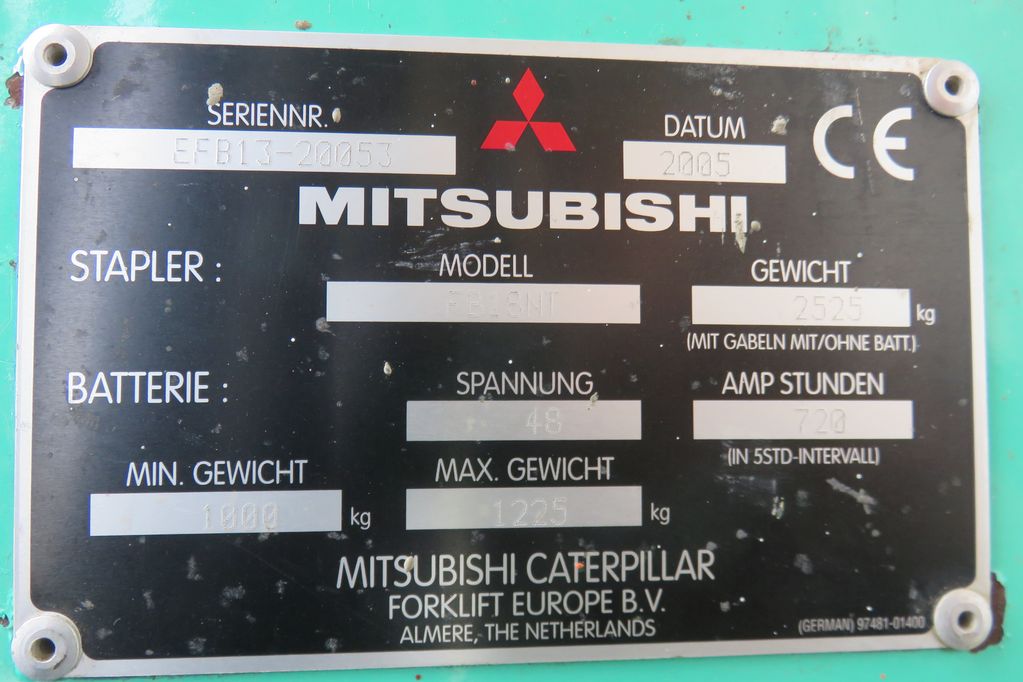 SERIENNR.
EFB13-20053
DATUM
2005
CE
MITSUBISHI
STAPLER :
MODELL
FB18NT
GEWICHT
2525 kg
(MIT GABELN MIT/OHNE BATT.)
BATTERIE :
SPANNUNG
48
AMP STUNDEN
720
(IN 5STD-INTERVALL)
MIN. GEWICHT
1000 kg
MAX. GEWICHT
1225 kg
MITSUBISHI CATERPILLAR
FORKLIFT EUROPE B.V.
ALMERE, THE NETHERLANDS
(GERMAN) 97481-01400